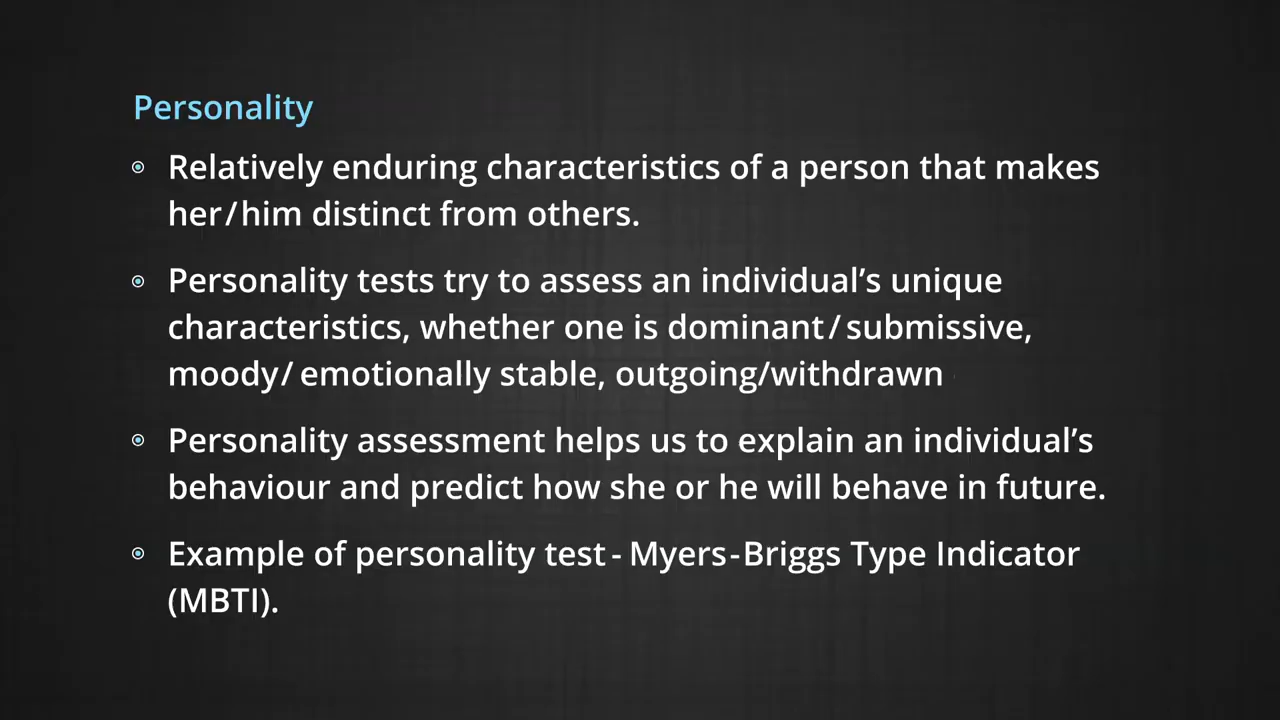 Personality
Relatively enduring characteristics of a person that makes
her/him distinct from others.
Personality tests try to assess an individual’s unique
characteristics, whether one is dominant/submissive,
moody/ emotionally stable, outgoing/withdrawn
Personality assessment helps us to explain an individual’s
behaviour and predict how she or he will behave in future.
Example of personality test - Myers-Briggs Type Indicator
(MBTI).